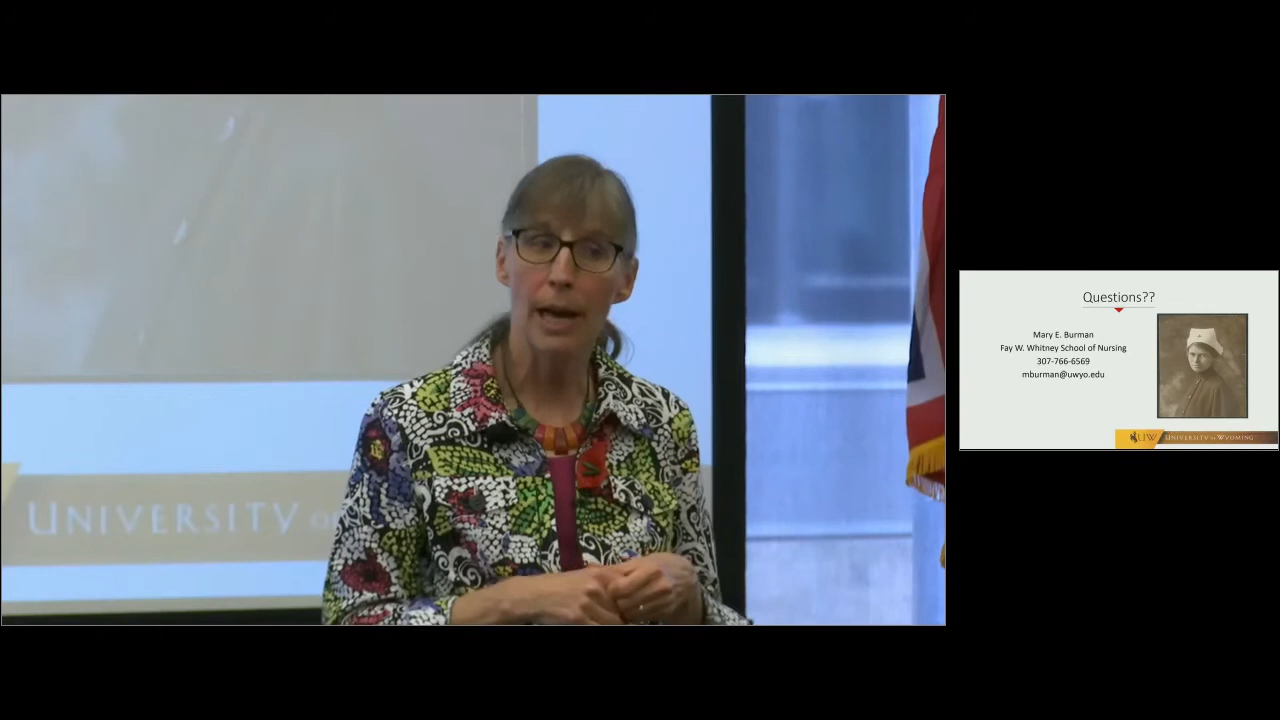 UNIVERSITY OF
Questions??
Mary E. Burman
Fay W. Whitney School of Nursing
307-766-6569
mburman@uwyo.edu
UW UNIVERSITY OF WYOMING